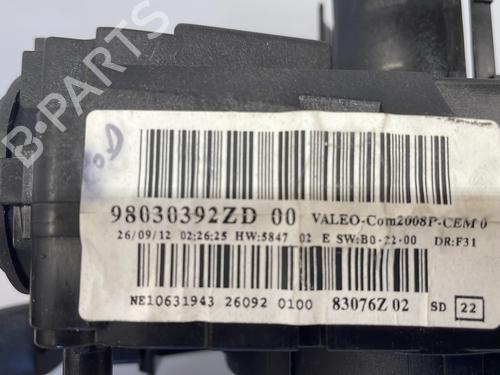 B-PARTS
98030392ZD 00 VALEO-Com2008P-CEM 0
26/09/12 02:26:25 HW:5847 02 E SW:B0-22-00 DR:F31
NE10631943 26092 0100 83076Z 02 SD 22